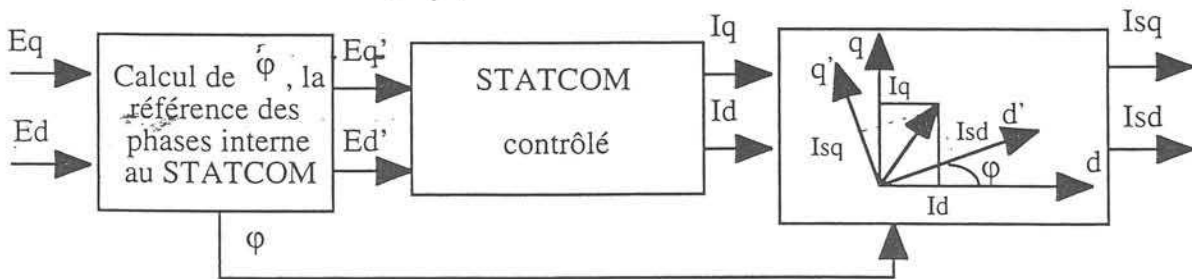 Eq
Ed
Calcul de φ, la
référence des
phases interne
au STATCOM
Eq'
Ed'
STATCOM
contrôlé
Iq
Id
q
q'
Iq
d'
Isd
Isq
φ
d
Id
Isq
Isd
φ